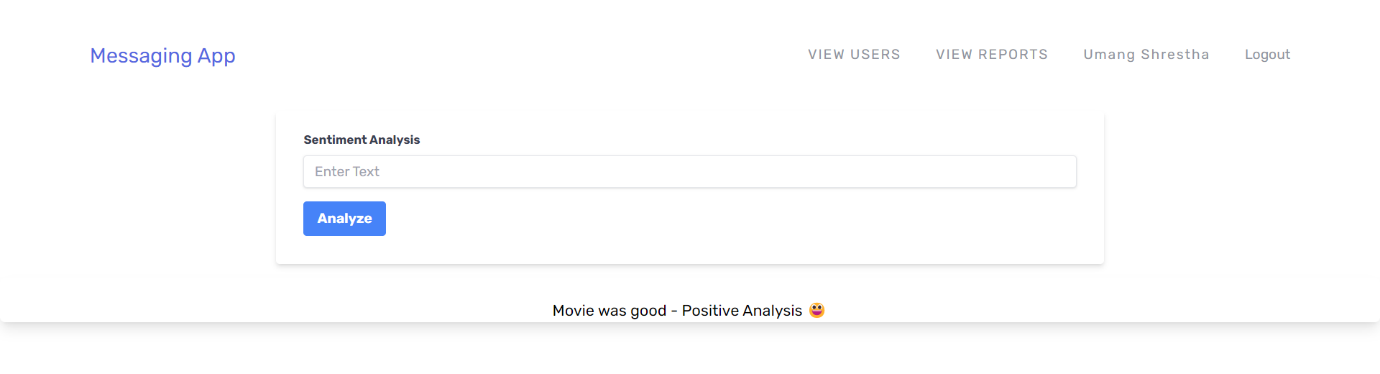 Messaging App VIEW USERS VIEW REPORTS Umang Shrestha Logout
Sentiment Analysis
Enter Text
Analyze
Movie was good - Positive Analysis 😀